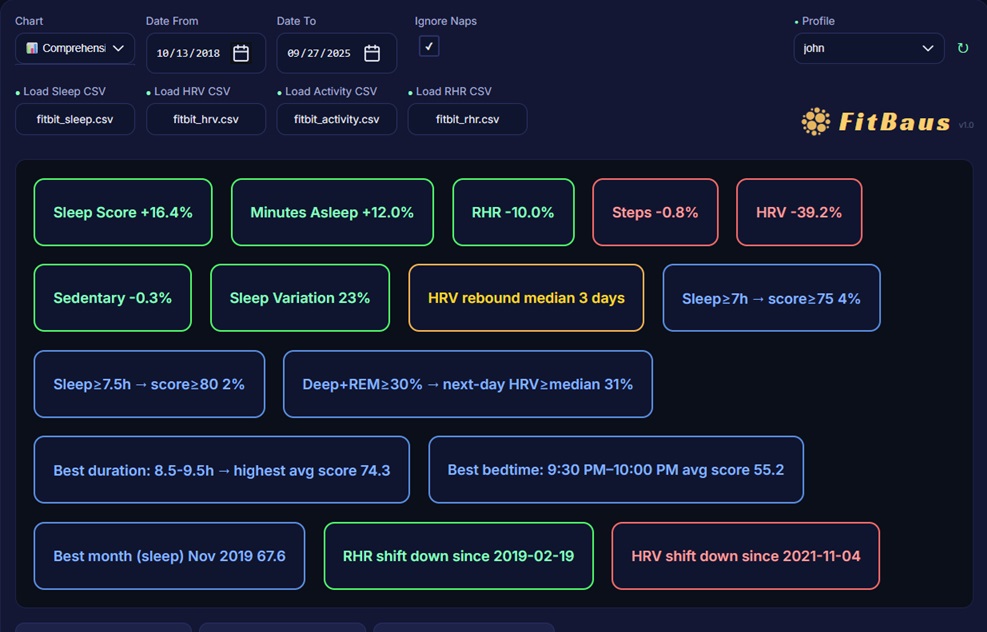 Chart Date From Date To Ignore Naps Profile
Comprehensi 10/13/2018 09/27/2025 ✓ john ↻
Load Sleep CSV Load HRV CSV Load Activity CSV Load RHR CSV
fitbit_sleep.csv fitbit_hrv.csv fitbit_activity.csv fitbit_rhr.csv
FitBaus v1.0
Sleep Score +16.4% Minutes Asleep +12.0% RHR -10.0% Steps -0.8% HRV -39.2%
Sedentary -0.3% Sleep Variation 23% HRV rebound median 3 days Sleep≥7h → score≥75 4%
Sleep≥7.5h → score≥80 2% Deep+REM≥30% → next-day HRV≥median 31%
Best duration: 8.5-9.5h → highest avg score 74.3 Best bedtime: 9:30 PM–10:00 PM avg score 55.2
Best month (sleep) Nov 2019 67.6 RHR shift down since 2019-02-19 HRV shift down since 2021-11-04